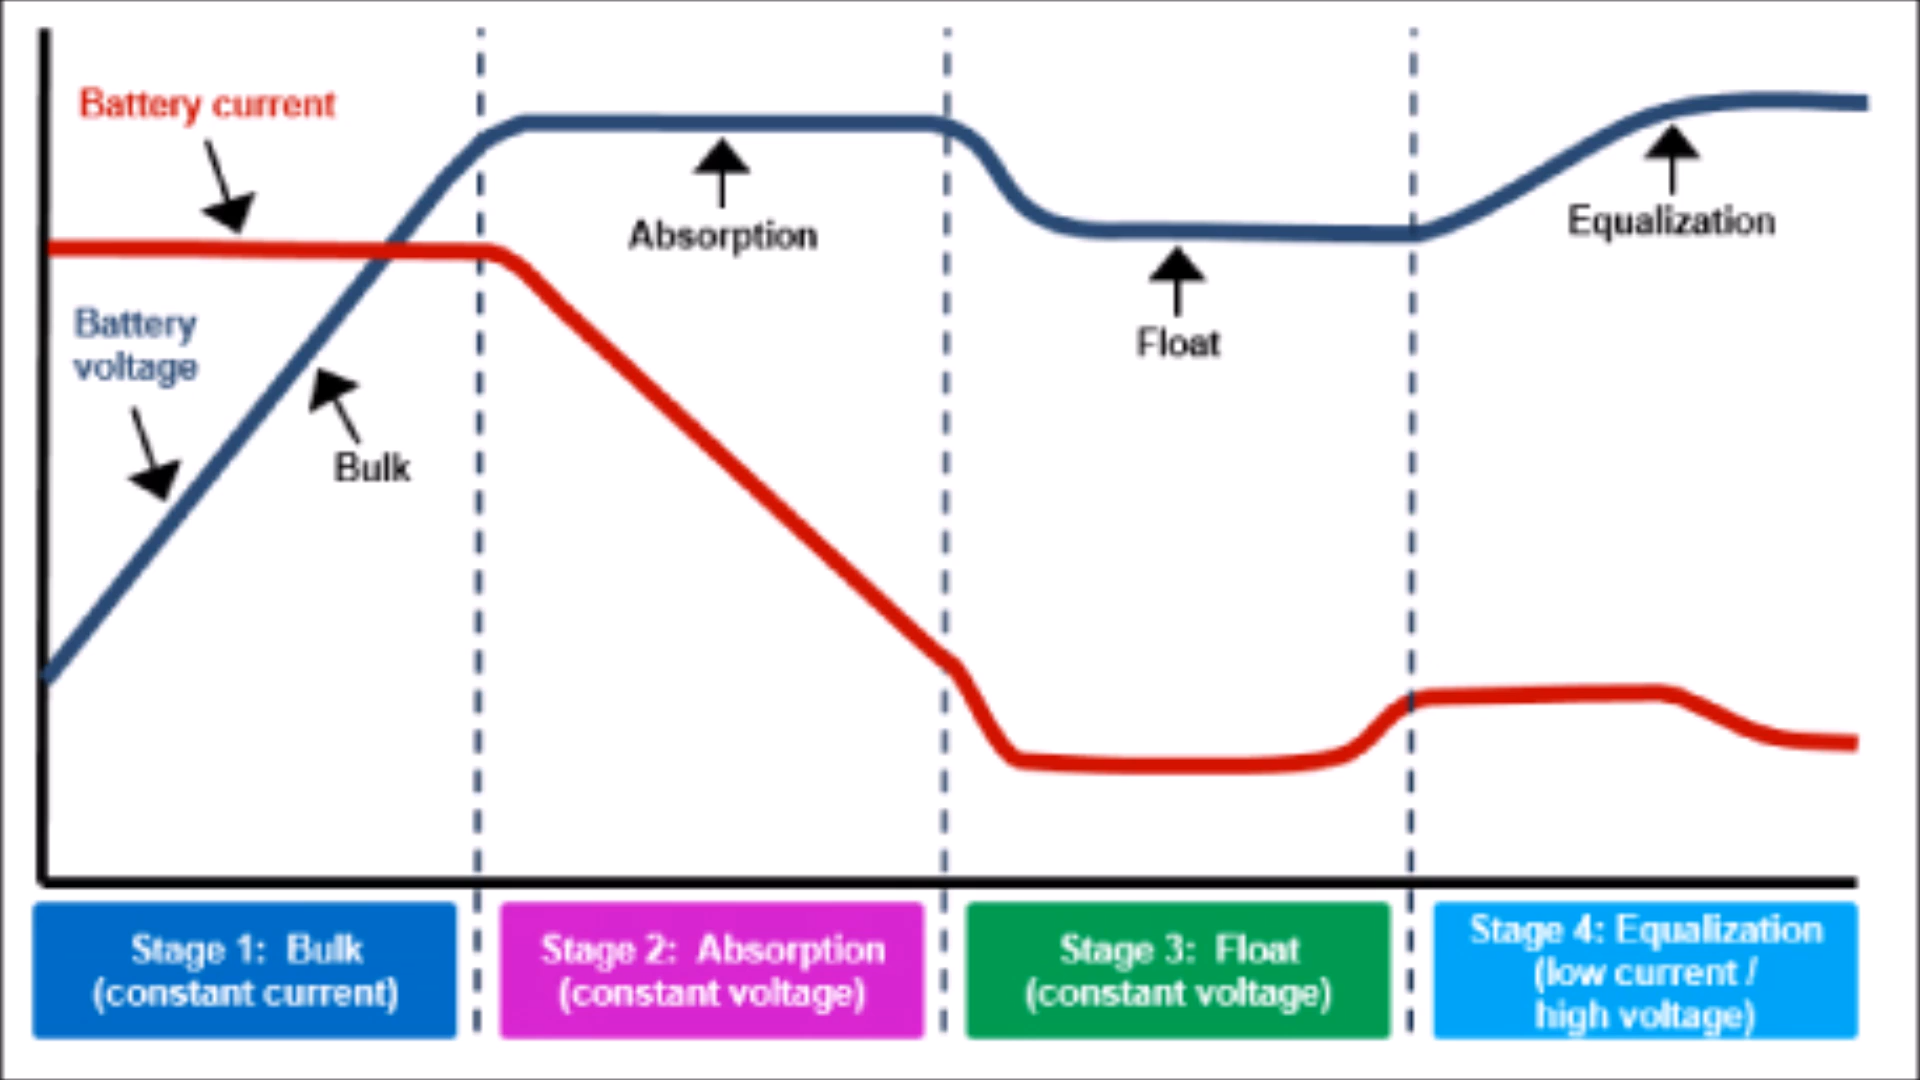 Battery current
Absorption
Equalization
Battery
voltage
Float
Bulk
Stage 1:  Bulk
(constant current)
Stage 2:  Absorption
(constant voltage)
Stage 3:  Float
(constant voltage)
Stage 4: Equalization
(low current /
high voltage)